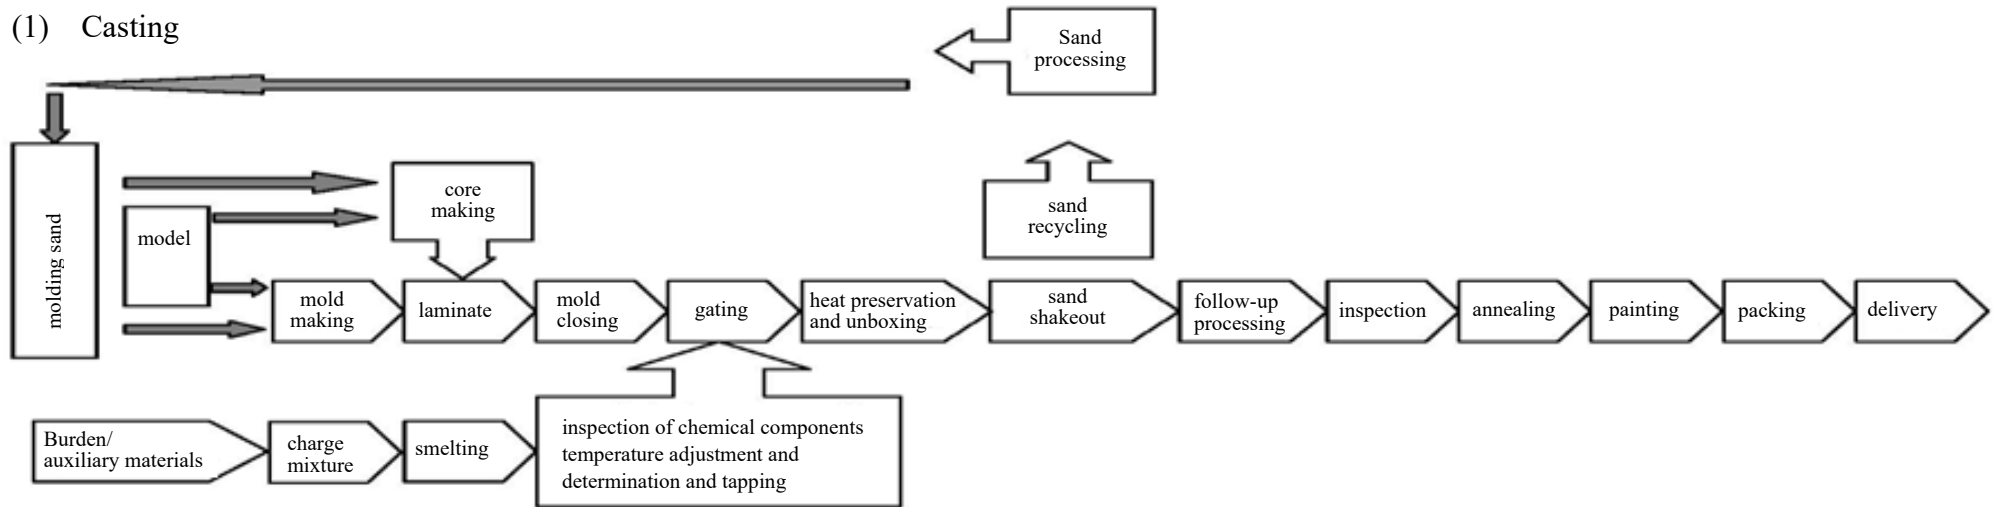 (1) Casting
Sand
processing
molding sand
core
making
model
sand
recycling
mold
making
laminate
mold
closing
gating
heat preservation
and unboxing
sand
shakeout
follow-up
processing
inspection
annealing
painting
packing
delivery
Burden/
auxiliary materials
charge
mixture
smelting
inspection of chemical components
temperature adjustment and
determination and tapping